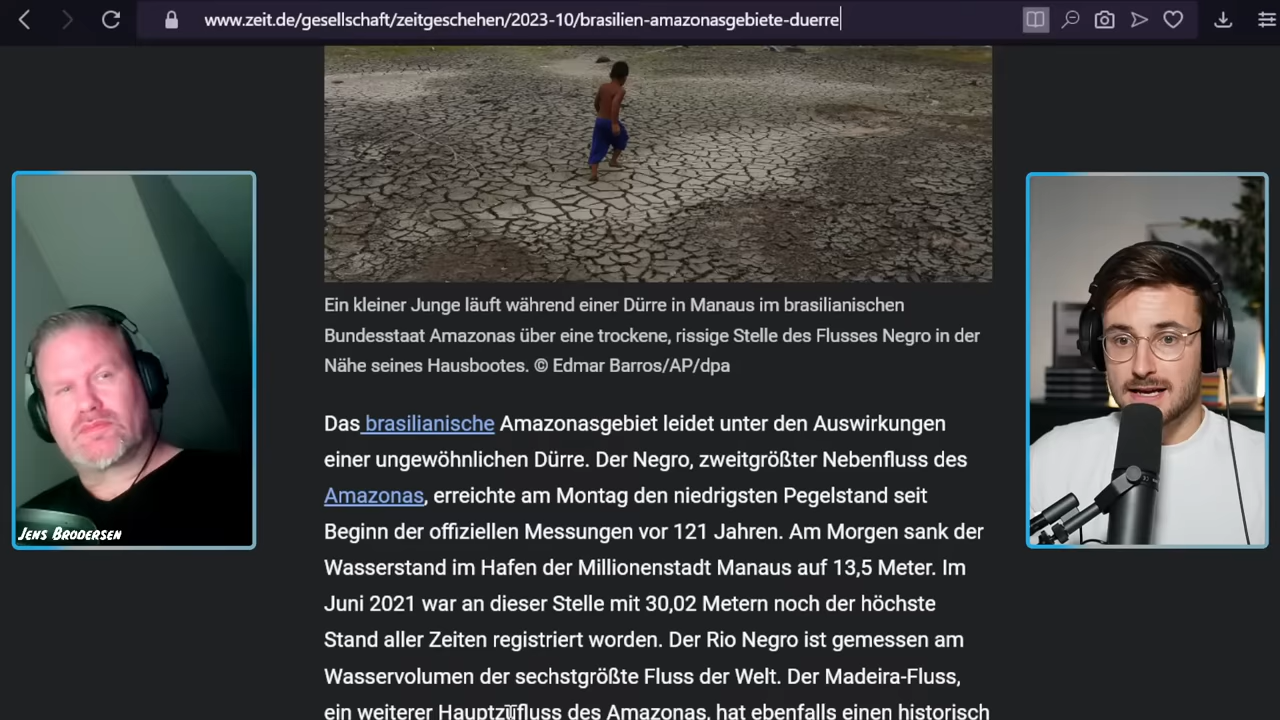 www.zeit.de/gesellschaft/zeitgeschehen/2023-10/brasilien-amazonasgebiete-duerre
Ein kleiner Junge läuft während einer Dürre in Manaus im brasilianischen
Bundesstaat Amazonas über eine trockene, rissige Stelle des Flusses Negro in der
Nähe seines Hausbootes. © Edmar Barros/AP/dpa
Das brasilianische Amazonasgebiet leidet unter den Auswirkungen
einer ungewöhnlichen Dürre. Der Negro, zweitgrößter Nebenfluss des
Amazonas, erreichte am Montag den niedrigsten Pegelstand seit
Beginn der offiziellen Messungen vor 121 Jahren. Am Morgen sank der
Wasserstand im Hafen der Millionenstadt Manaus auf 13,5 Meter. Im
Juni 2021 war an dieser Stelle mit 30,02 Metern noch der höchste
Stand aller Zeiten registriert worden. Der Rio Negro ist gemessen am
Wasservolumen der sechstgrößte Fluss der Welt. Der Madeira-Fluss,
ein weiterer Hauptzufluss des Amazonas, hat ebenfalls einen historisch
Jens Brodersen